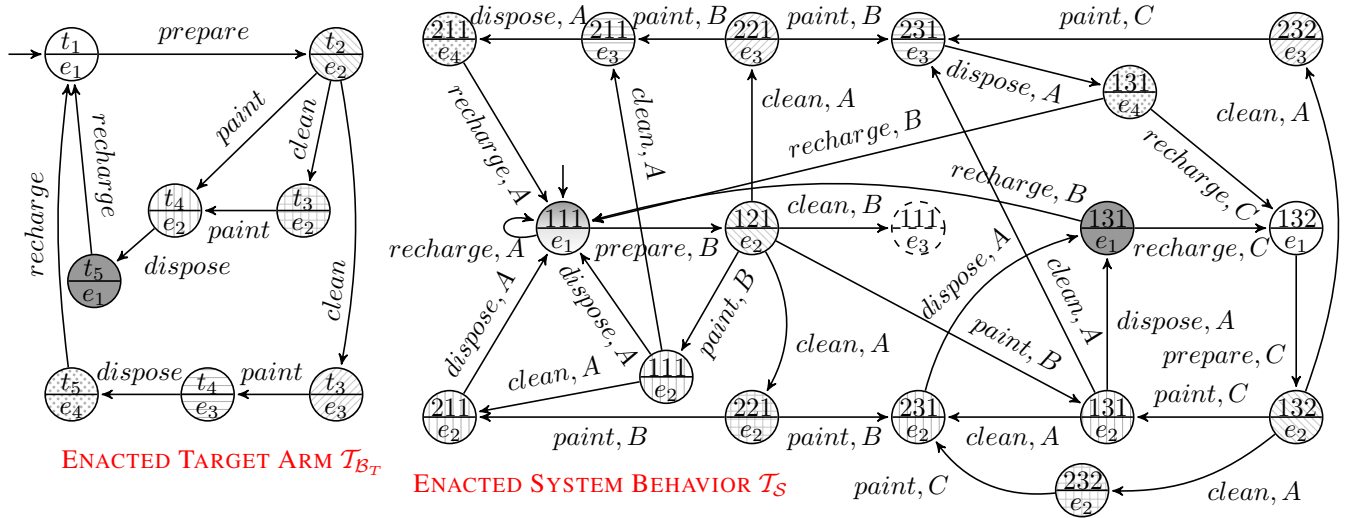 t₁
e₁
prepare
t₂
e₂
paint
clean
recharge
recharge
t₄
e₂
paint
t₃
e₂
dispose
t₅
e₁
clean
t₅
e₄
dispose
t₄
e₃
paint
t₃
e₃
ENACTED TARGET ARM 𝒯_{ℬ_T}
211
e₄
dispose, A
211
e₃
paint, B
221
e₃
paint, B
231
e₃
paint, C
232
e₃
dispose, A
131
e₄
recharge, A
clean, A
clean, A
recharge, B
recharge, C
clean, A
111
e₁
recharge, A
prepare, B
121
e₂
clean, B
111
e₃
recharge, B
131
e₁
recharge, C
132
e₁
dispose, A
dispose, A
paint, B
clean, A
paint, B
dispose, A
clean, A
dispose, A
prepare, C
clean, A
111
e₂
211
e₂
paint, B
221
e₂
paint, B
231
e₂
clean, A
131
e₂
paint, C
132
e₂
paint, C
232
e₂
clean, A
ENACTED SYSTEM BEHAVIOR 𝒯_𝒮